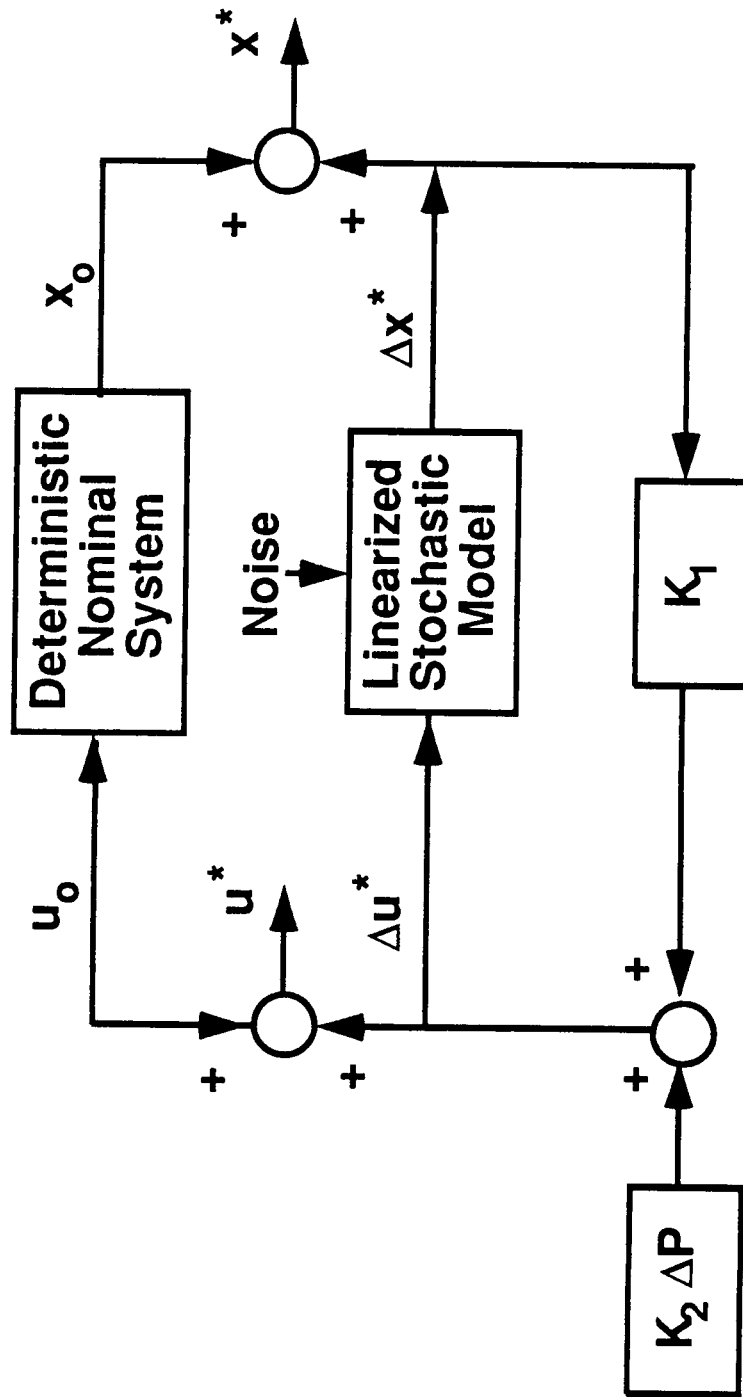 u₀
x₀
Deterministic
Nominal
System
+
+
u*
x*
+
+
Noise
Δu*
Linearized
Stochastic
Model
Δx*
+
+
K₂ ΔP
K₁